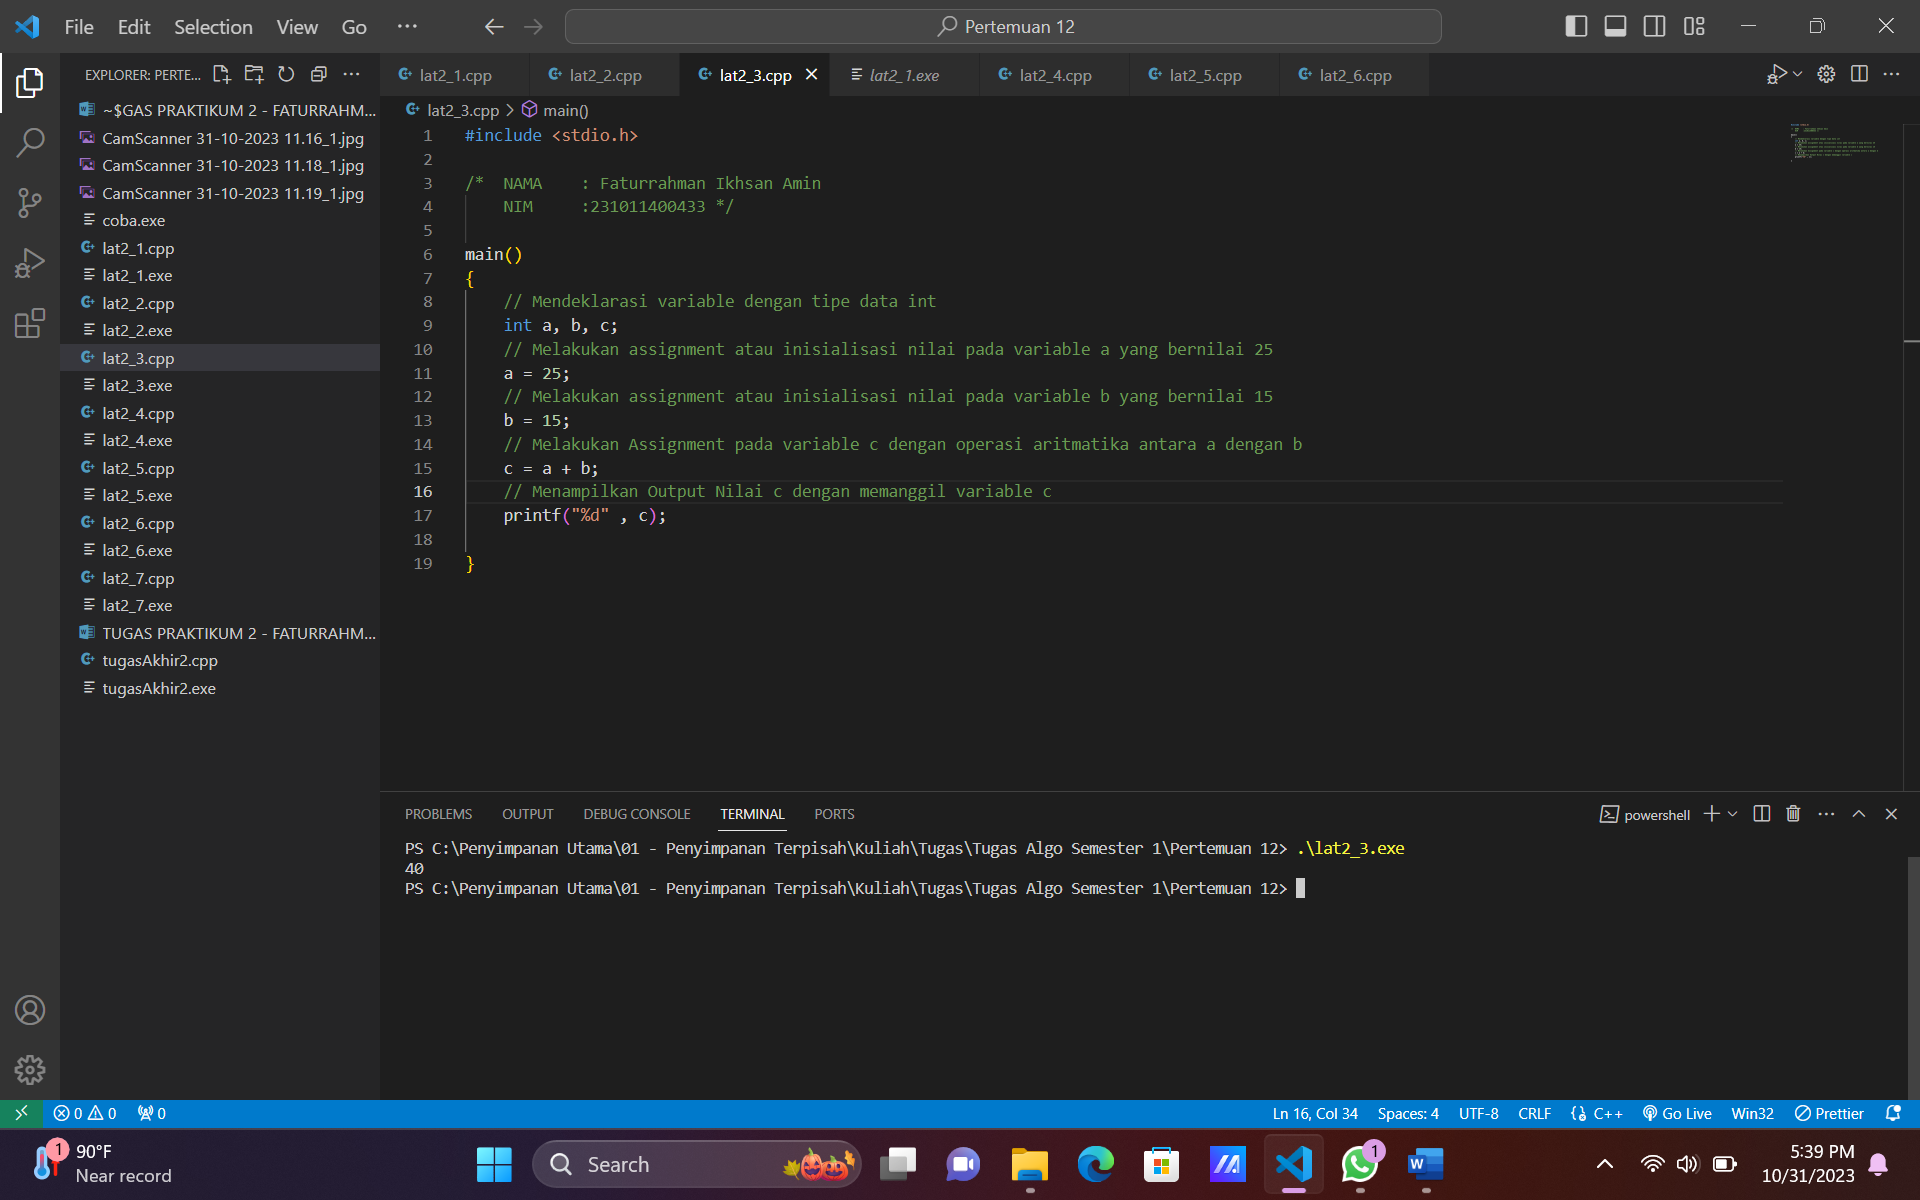 File Edit Selection View Go ···
Pertemuan 12
EXPLORER: PERTE...
~$GAS PRAKTIKUM 2 - FATURRAHM...
CamScanner 31-10-2023 11.16_1.jpg
CamScanner 31-10-2023 11.18_1.jpg
CamScanner 31-10-2023 11.19_1.jpg
coba.exe
lat2_1.cpp
lat2_1.exe
lat2_2.cpp
lat2_2.exe
lat2_3.cpp
lat2_3.exe
lat2_4.cpp
lat2_4.exe
lat2_5.cpp
lat2_5.exe
lat2_6.cpp
lat2_6.exe
lat2_7.cpp
lat2_7.exe
TUGAS PRAKTIKUM 2 - FATURRAHM...
tugasAkhir2.cpp
tugasAkhir2.exe
lat2_1.cpp lat2_2.cpp lat2_3.cpp lat2_1.exe lat2_4.cpp lat2_5.cpp lat2_6.cpp
lat2_3.cpp > main()
1 #include <stdio.h>
2
3 /*  NAMA    : Faturrahman Ikhsan Amin
4     NIM     :231011400433 */
5
6 main()
7 {
8     // Mendeklarasi variable dengan tipe data int
9     int a, b, c;
10     // Melakukan assignment atau inisialisasi nilai pada variable a yang bernilai 25
11     a = 25;
12     // Melakukan assignment atau inisialisasi nilai pada variable b yang bernilai 15
13     b = 15;
14     // Melakukan Assignment pada variable c dengan operasi aritmatika antara a dengan b
15     c = a + b;
16     // Menampilkan Output Nilai c dengan memanggil variable c
17     printf("%d" , c);
18
19 }
PROBLEMS OUTPUT DEBUG CONSOLE TERMINAL PORTS
powershell
PS C:\Penyimpanan Utama\01 - Penyimpanan Terpisah\Kuliah\Tugas\Tugas Algo Semester 1\Pertemuan 12> .\lat2_3.exe
40
PS C:\Penyimpanan Utama\01 - Penyimpanan Terpisah\Kuliah\Tugas\Tugas Algo Semester 1\Pertemuan 12>
0 0 0
Ln 16, Col 34 Spaces: 4 UTF-8 CRLF C++ Go Live Win32 Prettier
1
90°F
Near record
Search
1
5:39 PM
10/31/2023